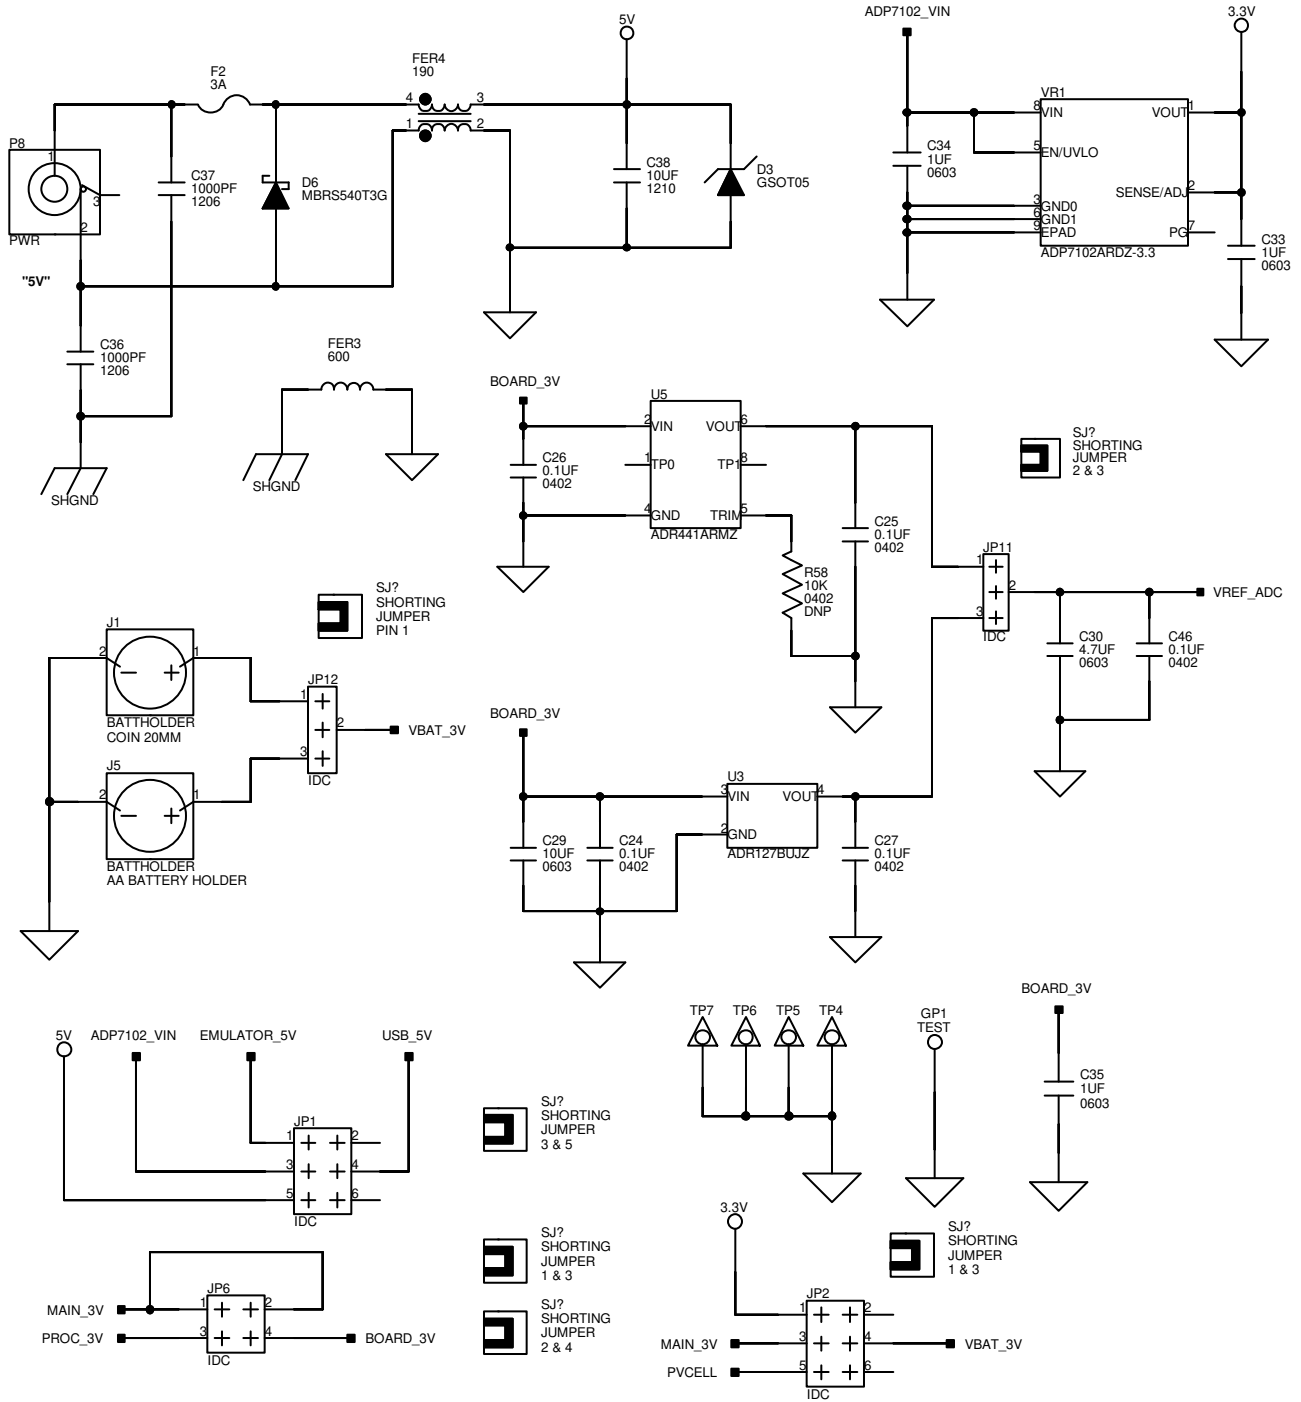 P8
1
3
2
PWR
"5V"
C37
1000PF
1206
F2
3A
D6
MBRS540T3G
FER4
190
4
3
1
2
5V
C38
10UF
1210
D3
GSOT05
C36
1000PF
1206
SHGND
FER3
600
SHGND
ADP7102_VIN
3.3V
C34
1UF
0603
VR1
8
VIN
VOUT
1
5
EN/UVLO
SENSE/ADJ
2
3
GND0
6
GND1
9
EPAD
PG
7
ADP7102ARDZ-3.3
C33
1UF
0603
BOARD_3V
C26
0.1UF
0402
U5
2
VIN
VOUT
6
1
TP0
TP1
8
4
GND
TRIM
5
ADR441ARMZ
R58
10K
0402
DNP
C25
0.1UF
0402
SJ?
SHORTING
JUMPER
2 & 3
JP11
1
2
3
IDC
VREF_ADC
C30
4.7UF
0603
C46
0.1UF
0402
SJ?
SHORTING
JUMPER
PIN 1
J1
2
1
BATTHOLDER
COIN 20MM
J5
2
1
BATTHOLDER
AA BATTERY HOLDER
JP12
1
2
3
IDC
VBAT_3V
BOARD_3V
C29
10UF
0603
C24
0.1UF
0402
U3
3
VIN
VOUT
4
2
GND
ADR127BUJZ
C27
0.1UF
0402
5V
ADP7102_VIN
EMULATOR_5V
USB_5V
JP1
1
2
3
4
5
6
IDC
SJ?
SHORTING
JUMPER
3 & 5
TP7
TP6
TP5
TP4
GP1
TEST
BOARD_3V
C35
1UF
0603
JP6
MAIN_3V
1
2
PROC_3V
3
4
BOARD_3V
IDC
SJ?
SHORTING
JUMPER
1 & 3
SJ?
SHORTING
JUMPER
2 & 4
3.3V
JP2
1
2
MAIN_3V
3
4
VBAT_3V
PVCELL
5
6
IDC
SJ?
SHORTING
JUMPER
1 & 3